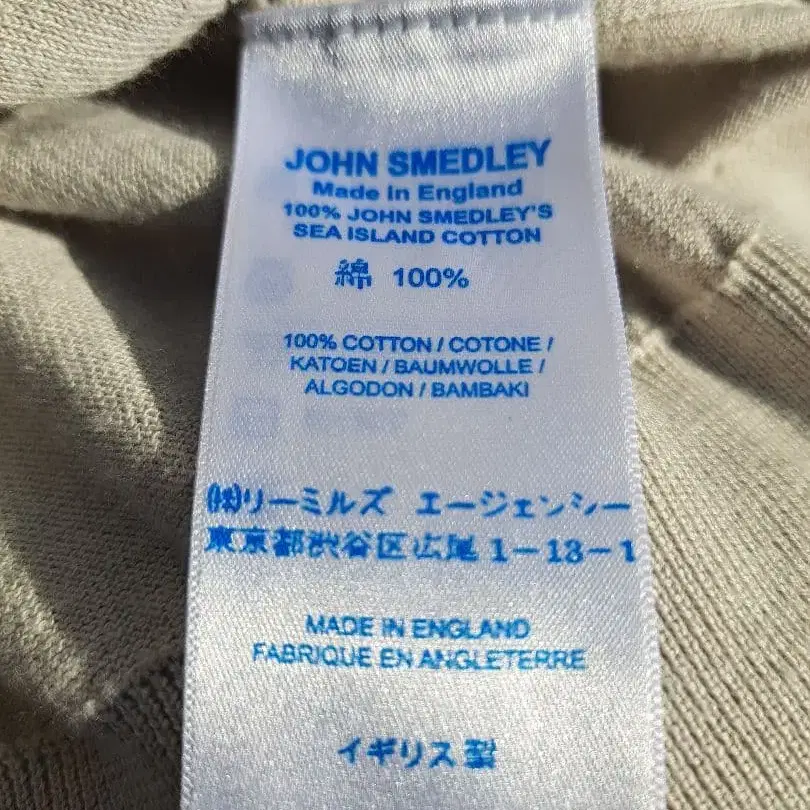 JOHN SMEDLEY
Made in England
100% JOHN SMEDLEY'S
SEA ISLAND COTTON
綿 100%
100% COTTON / COTONE /
KATOEN / BAUMWOLLE /
ALGODON / BAMBAKI
(株)リーミルズ エージェンシー
東京都渋谷区広尾1-13-1
MADE IN ENGLAND
FABRIQUE EN ANGLETERRE
イギリス製